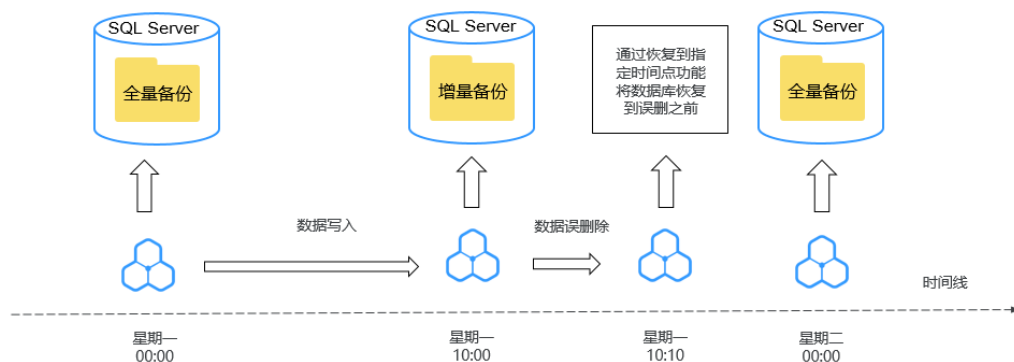 SQL Server
全量备份
SQL Server
增量备份
通过恢复到指
定时间点功能
将数据库恢复
到误删之前
SQL Server
全量备份
数据写入
数据误删除
时间线
星期一
00:00
星期一
10:00
星期一
10:10
星期二
00:00